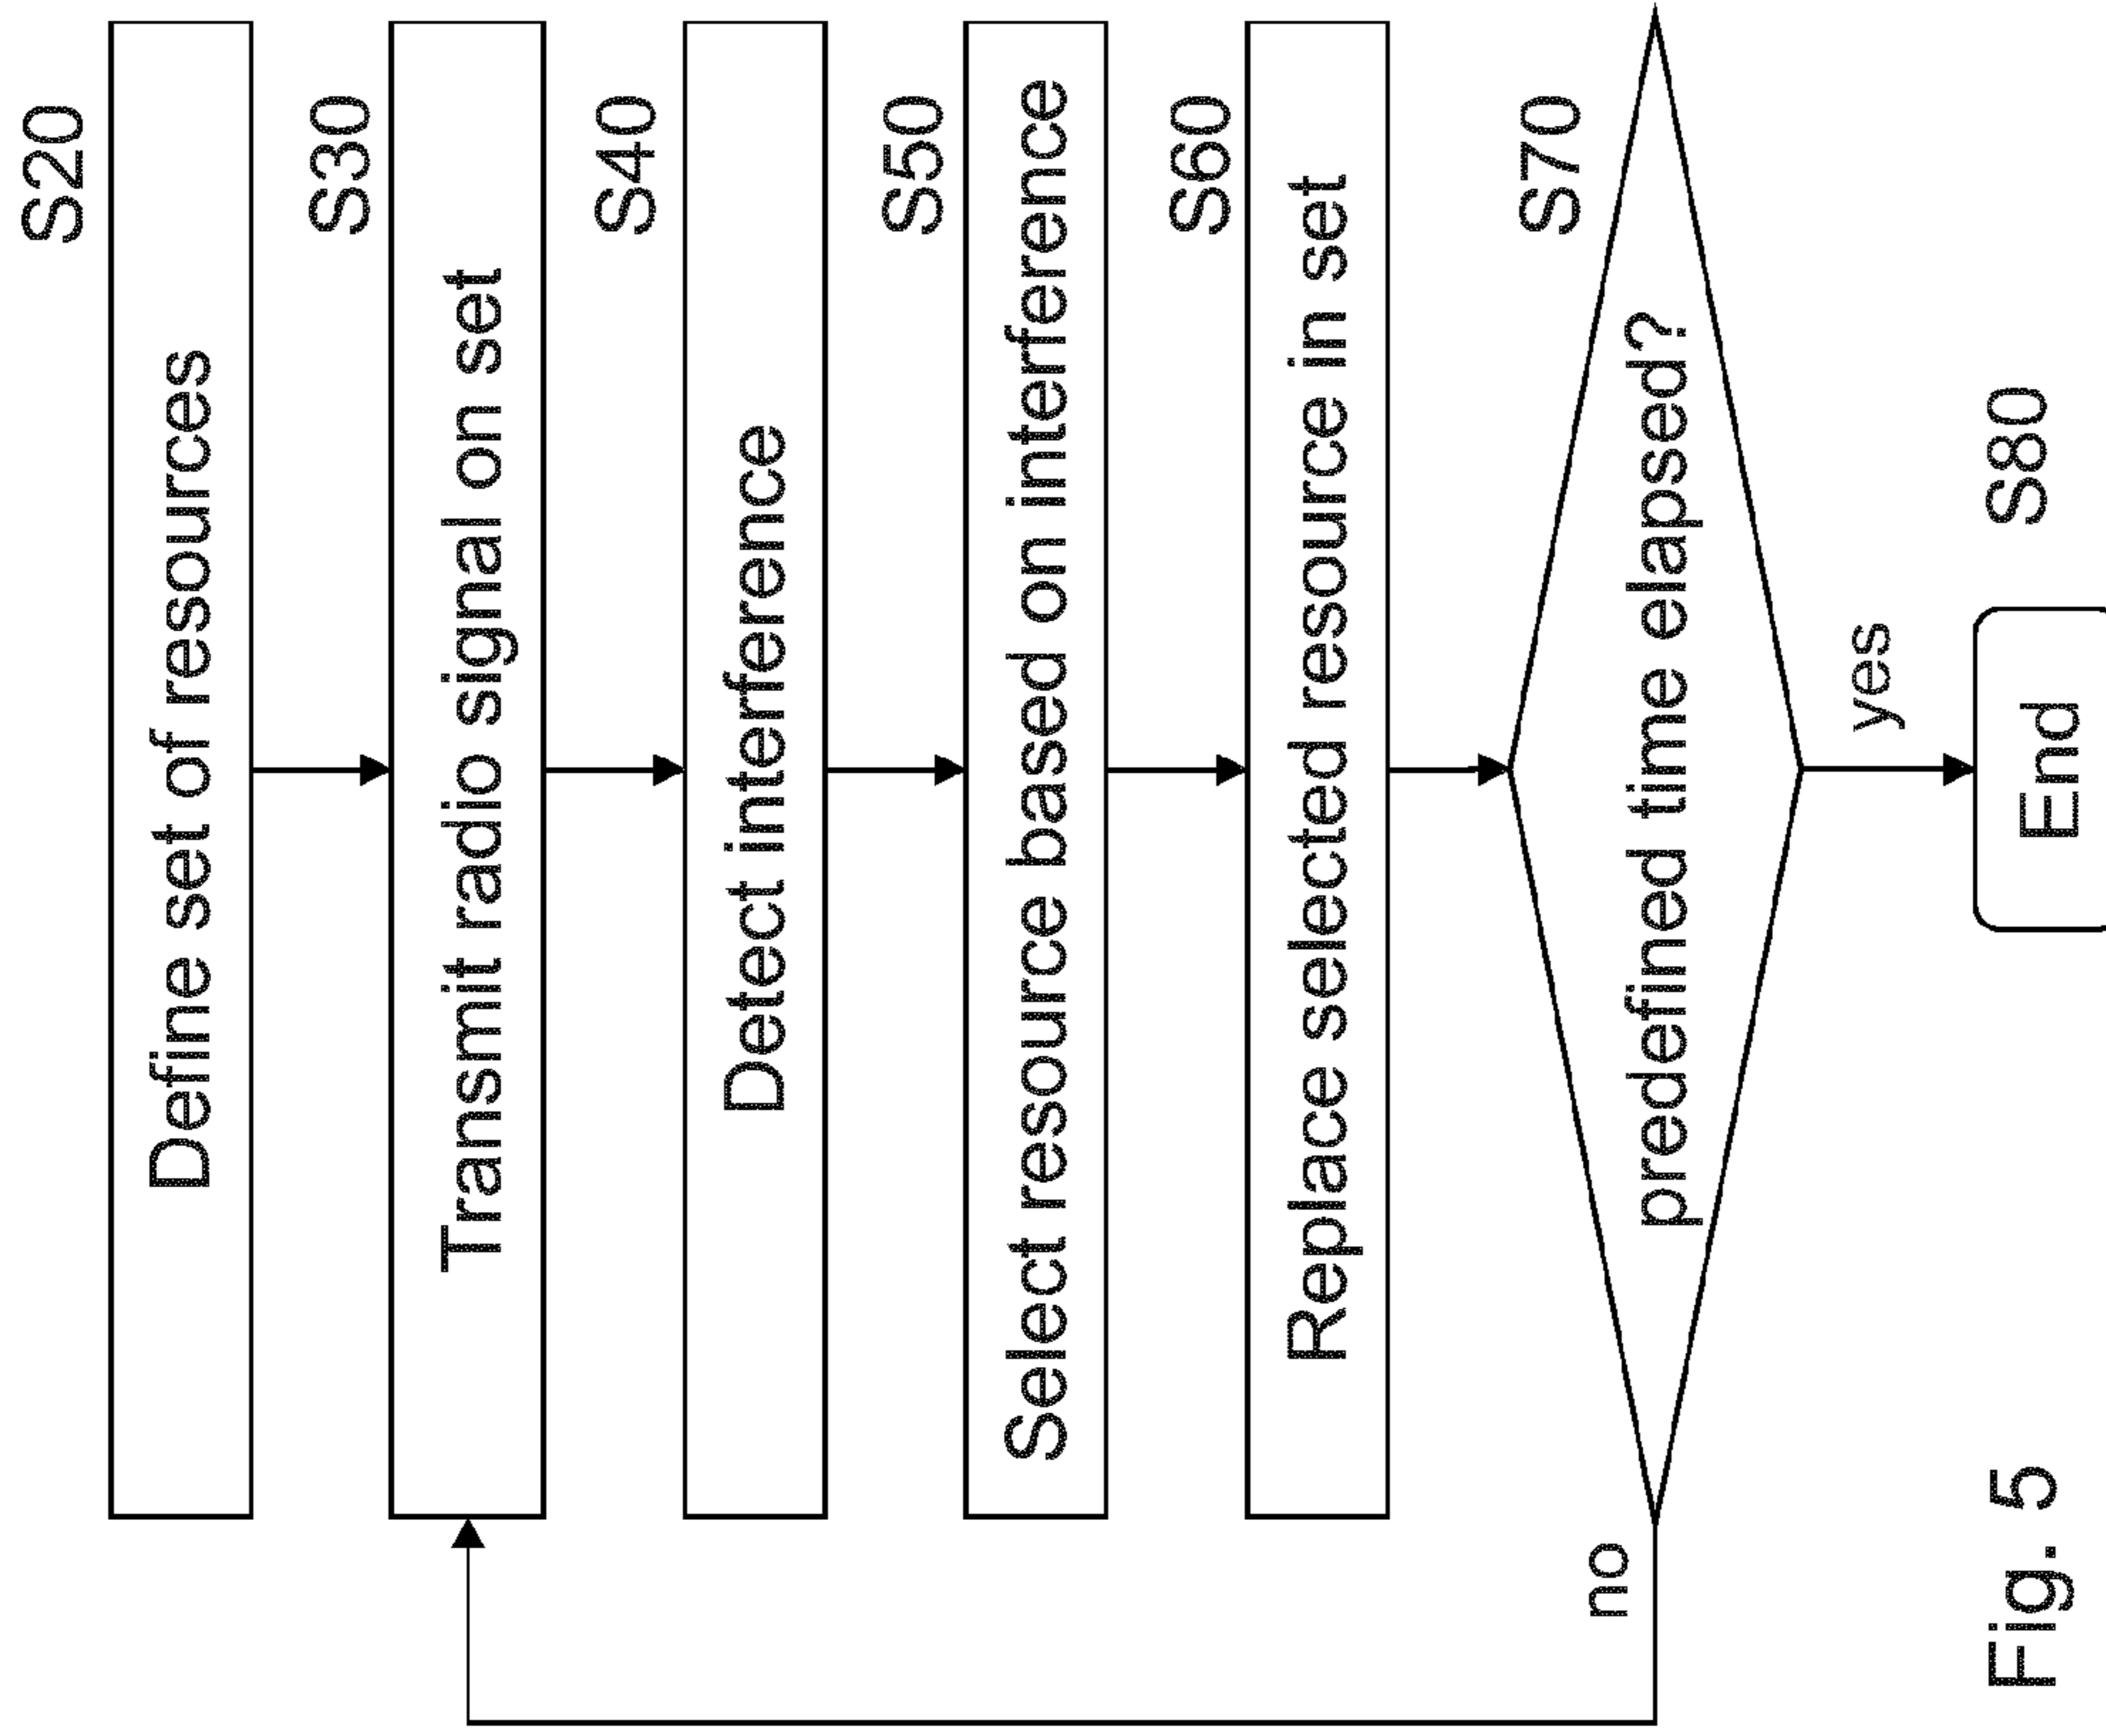 S20
Define set of resources
S30
Transmit radio signal on set
S40
Detect interference
S50
Select resource based on interference
S60
Replace selected resource in set
S70
predefined time elapsed?
no
yes
S80
End
Fig. 5